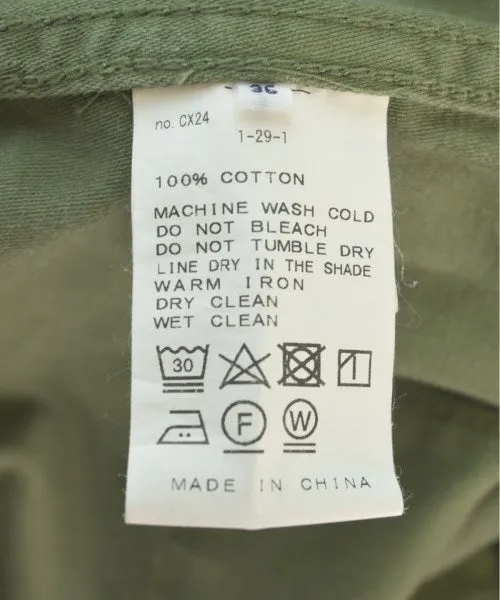 36
no. CX24
1-29-1
100% COTTON
MACHINE WASH COLD
DO NOT BLEACH
DO NOT TUMBLE DRY
LINE DRY IN THE SHADE
WARM IRON
DRY CLEAN
WET CLEAN
30
F W
MADE IN CHINA